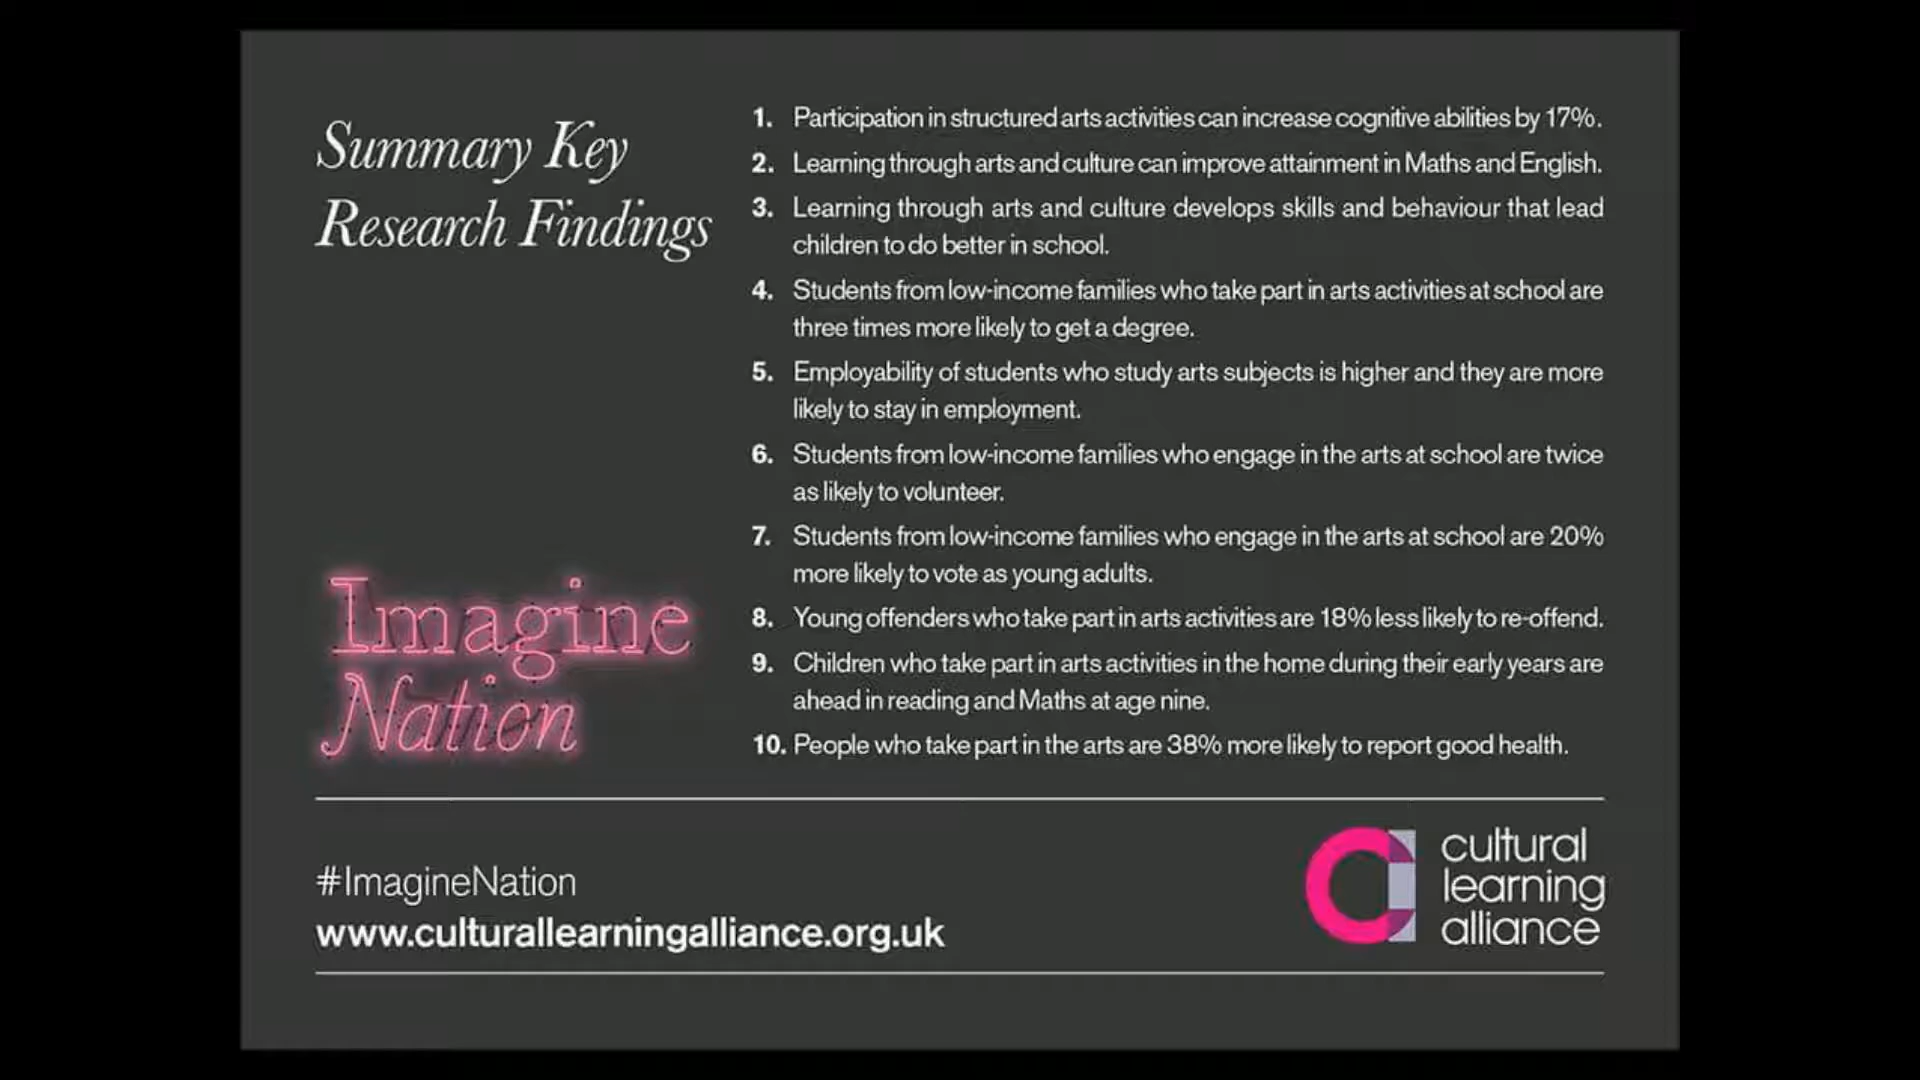 Summary Key
Research Findings
1. Participation in structured arts activities can increase cognitive abilities by 17%.
2. Learning through arts and culture can improve attainment in Maths and English.
3. Learning through arts and culture develops skills and behaviour that lead
children to do better in school.
4. Students from low-income families who take part in arts activities at school are
three times more likely to get a degree.
5. Employability of students who study arts subjects is higher and they are more
likely to stay in employment.
6. Students from low-income families who engage in the arts at school are twice
as likely to volunteer.
7. Students from low-income families who engage in the arts at school are 20%
more likely to vote as young adults.
8. Young offenders who take part in arts activities are 18% less likely to re-offend.
9. Children who take part in arts activities in the home during their early years are
ahead in reading and Maths at age nine.
10. People who take part in the arts are 38% more likely to report good health.
Imagine
Nation
#ImagineNation
www.culturallearningalliance.org.uk
cultural
learning
alliance